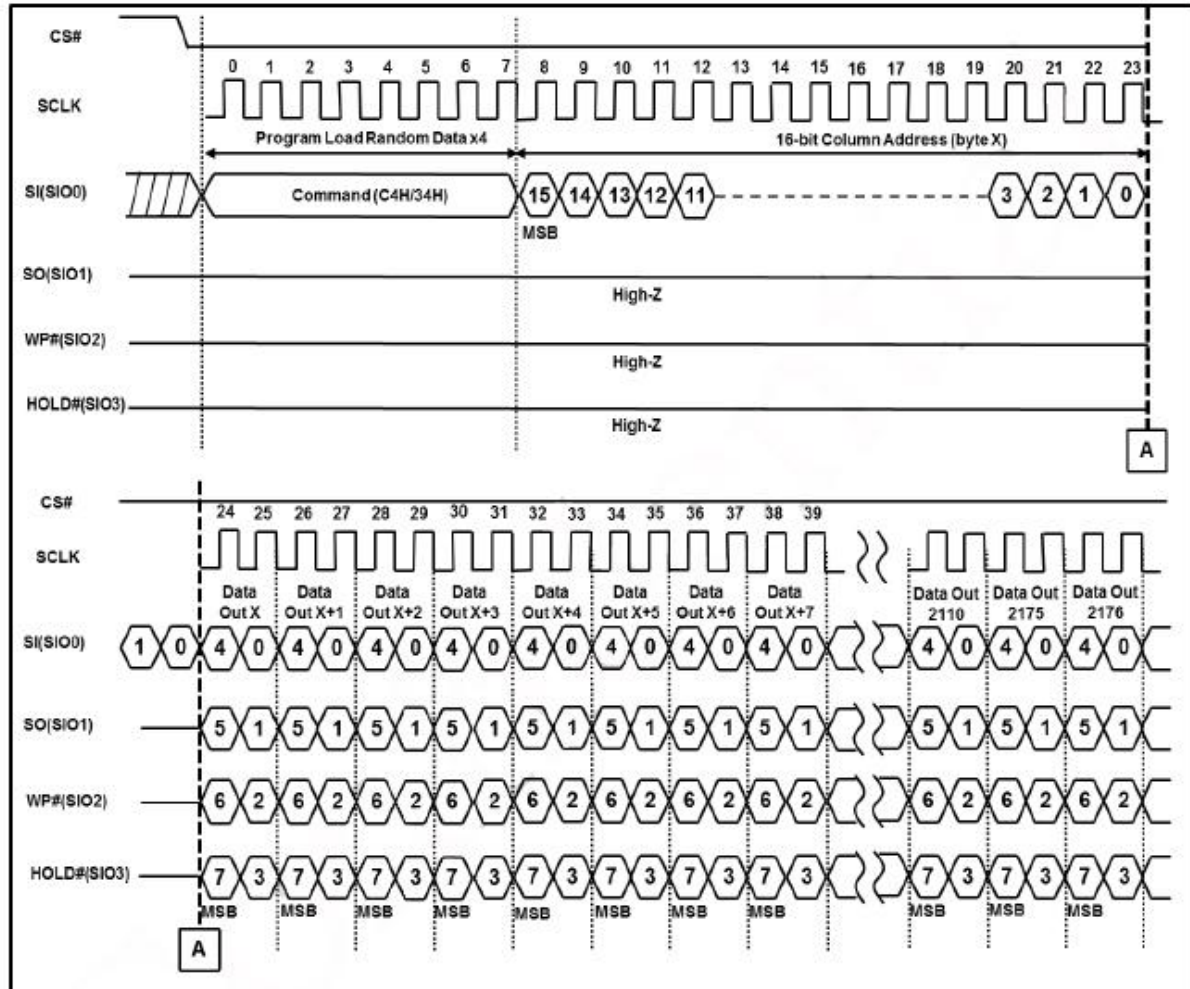 CS#
0 1 2 3 4 5 6 7 8 9 10 11 12 13 14 15 16 17 18 19 20 21 22 23
SCLK
Program Load Random Data x4 16-bit Column Address (byte X)
SI(SIO0) Command (C4H/34H) 15 14 13 12 11 3 2 1 0
MSB
SO(SIO1)
High-Z
WP#(SIO2)
High-Z
HOLD#(SIO3)
High-Z
A
CS#
24 25 26 27 28 29 30 31 32 33 34 35 36 37 38 39
SCLK
Data Data Data Data Data Data Data Data Data Out Data Out Data Out
Out X Out X+1 Out X+2 Out X+3 Out X+4 Out X+5 Out X+6 Out X+7 2110 2175 2176
SI(SIO0) 1 0 4 0 4 0 4 0 4 0 4 0 4 0 4 0 4 0 4 0 4 0 4 0
SO(SIO1) 5 1 5 1 5 1 5 1 5 1 5 1 5 1 5 1 5 1 5 1 5 1
WP#(SIO2) 6 2 6 2 6 2 6 2 6 2 6 2 6 2 6 2 6 2 6 2 6 2
HOLD#(SIO3) 7 3 7 3 7 3 7 3 7 3 7 3 7 3 7 3 7 3 7 3 7 3
MSB MSB MSB MSB MSB MSB MSB MSB MSB MSB MSB
A